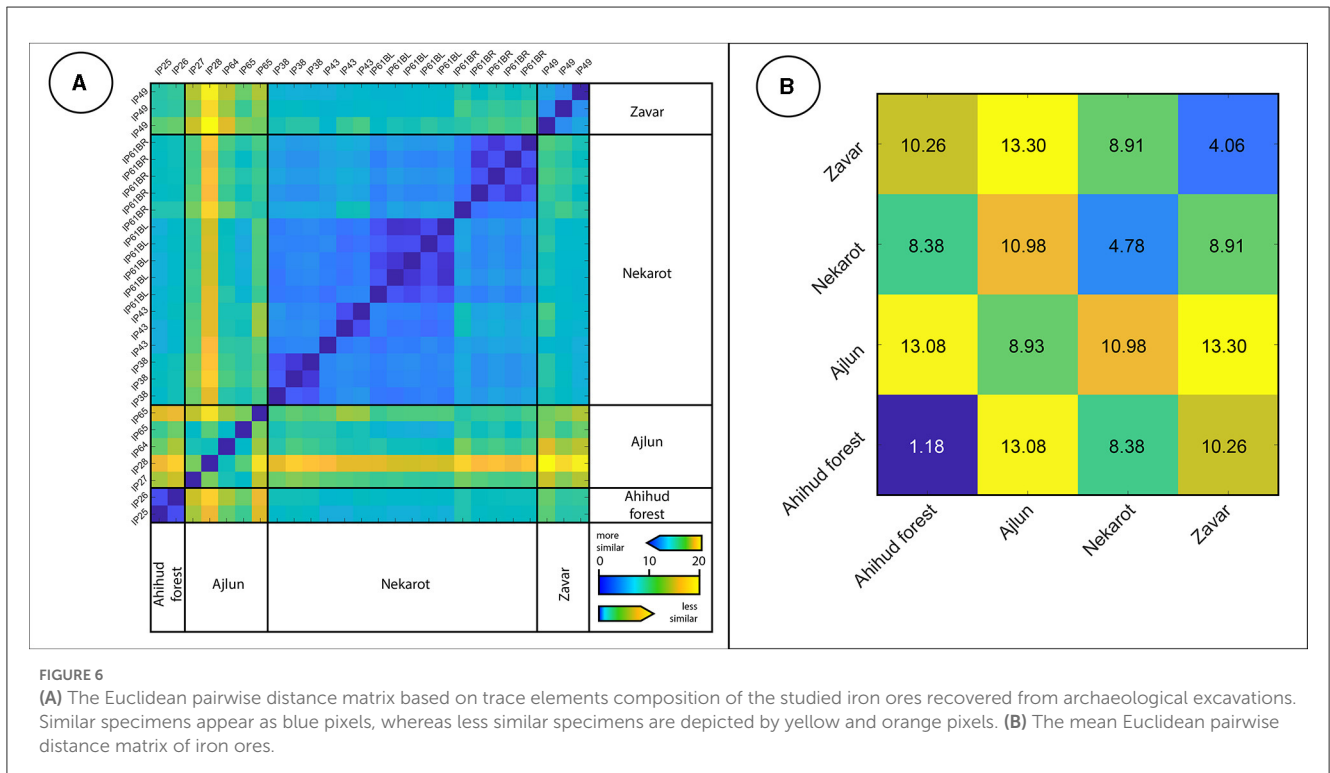 A
IP25 IP26 IP27 IP28 IP64 IP65 IP65 IP38 IP38 IP38 IP43 IP43 IP43 IP61BL IP61BL IP61BL IP61BL IP61BL IP61BR IP61BR IP61BR IP61BR IP49 IP49 IP49
IP49
IP49
IP49
IP61BR
IP61BR
IP61BR
IP61BR
IP61BL
IP61BL
IP61BL
IP61BL
IP61BL
IP43
IP43
IP43
IP38
IP38
IP38
IP65
IP65
IP64
IP28
IP27
IP26
IP25
Zavar
Nekarot
Ajlun
Ahihud
forest
Ahihud
forest
Ajlun
Nekarot
Zavar
more
similar
0 10 20
less
similar
B
Zavar 10.26 13.30 8.91 4.06
Nekarot 8.38 10.98 4.78 8.91
Ajlun 13.08 8.93 10.98 13.30
Ahihud forest 1.18 13.08 8.38 10.26
Ahihud forest Ajlun Nekarot Zavar
FIGURE 6
(A) The Euclidean pairwise distance matrix based on trace elements composition of the studied iron ores recovered from archaeological excavations.
Similar specimens appear as blue pixels, whereas less similar specimens are depicted by yellow and orange pixels. (B) The mean Euclidean pairwise
distance matrix of iron ores.